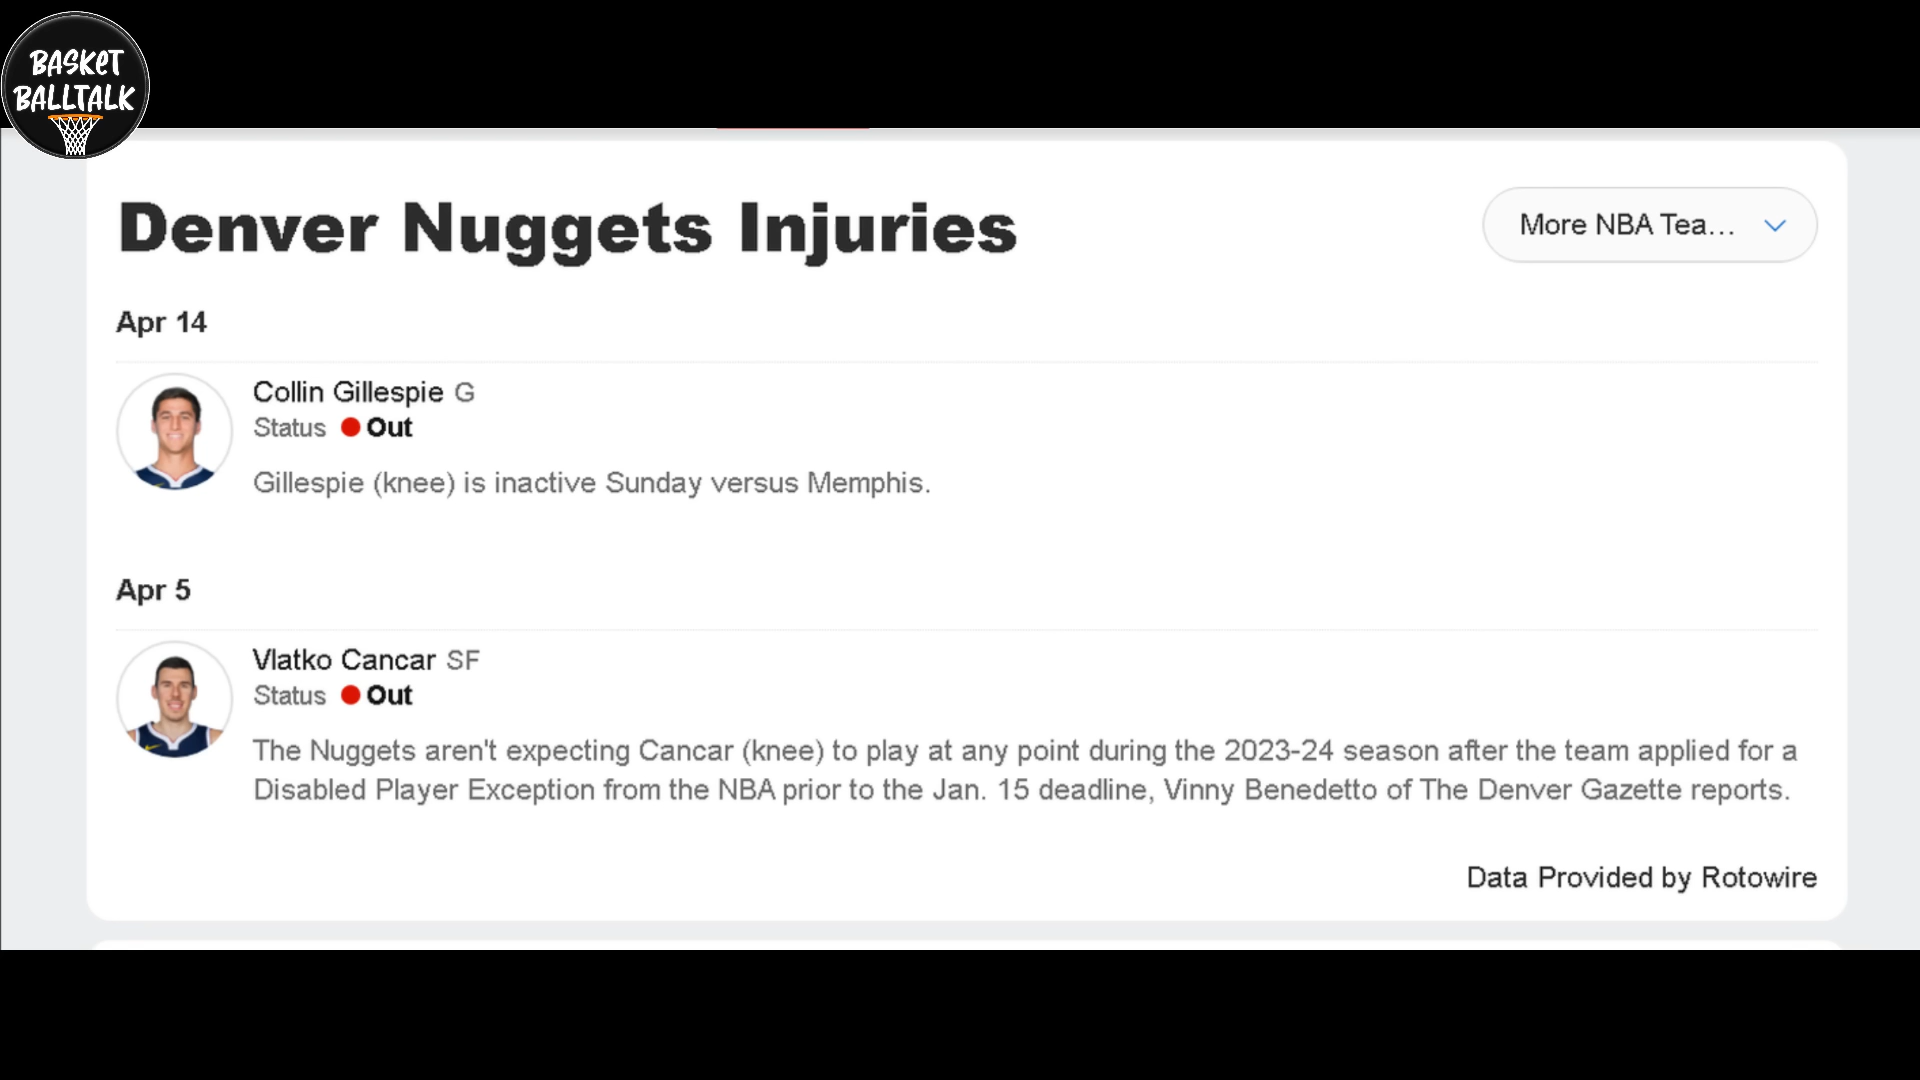 BASKET
BALLTALK
Denver Nuggets Injuries
More NBA Tea...
Apr 14
Collin Gillespie G
Status Out
Gillespie (knee) is inactive Sunday versus Memphis.
Apr 5
Vlatko Cancar SF
Status Out
The Nuggets aren't expecting Cancar (knee) to play at any point during the 2023-24 season after the team applied for a
Disabled Player Exception from the NBA prior to the Jan. 15 deadline, Vinny Benedetto of The Denver Gazette reports.
Data Provided by Rotowire